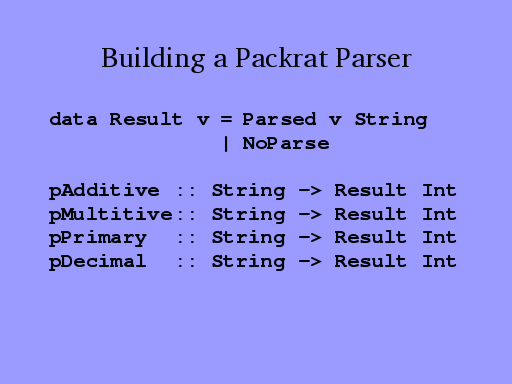 Building a Packrat Parser
data Result v = Parsed v String
| NoParse
pAdditive :: String -> Result Int
pMultitive:: String -> Result Int
pPrimary :: String -> Result Int
pDecimal :: String -> Result Int